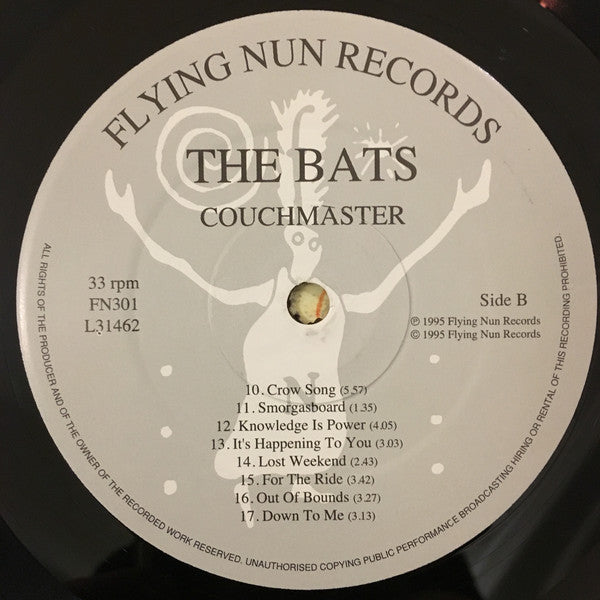 FLYING NUN RECORDS
THE BATS
COUCHMASTER
33 rpm
FN301
L31462
Side B
℗ 1995 Flying Nun Records
© 1995 Flying Nun Records
10. Crow Song (5.57)
11. Smorgasboard (1.35)
12. Knowledge Is Power (4.05)
13. It's Happening To You (3.03)
14. Lost Weekend (2.43)
15. For The Ride (3.42)
16. Out Of Bounds (3.27)
17. Down To Me (3.13)
ALL RIGHTS OF THE PRODUCER AND OF THE OWNER OF THE RECORDED WORK RESERVED. UNAUTHORISED COPYING PUBLIC PERFORMANCE BROADCASTING HIRING OR RENTAL OF THIS RECORDING PROHIBITED.